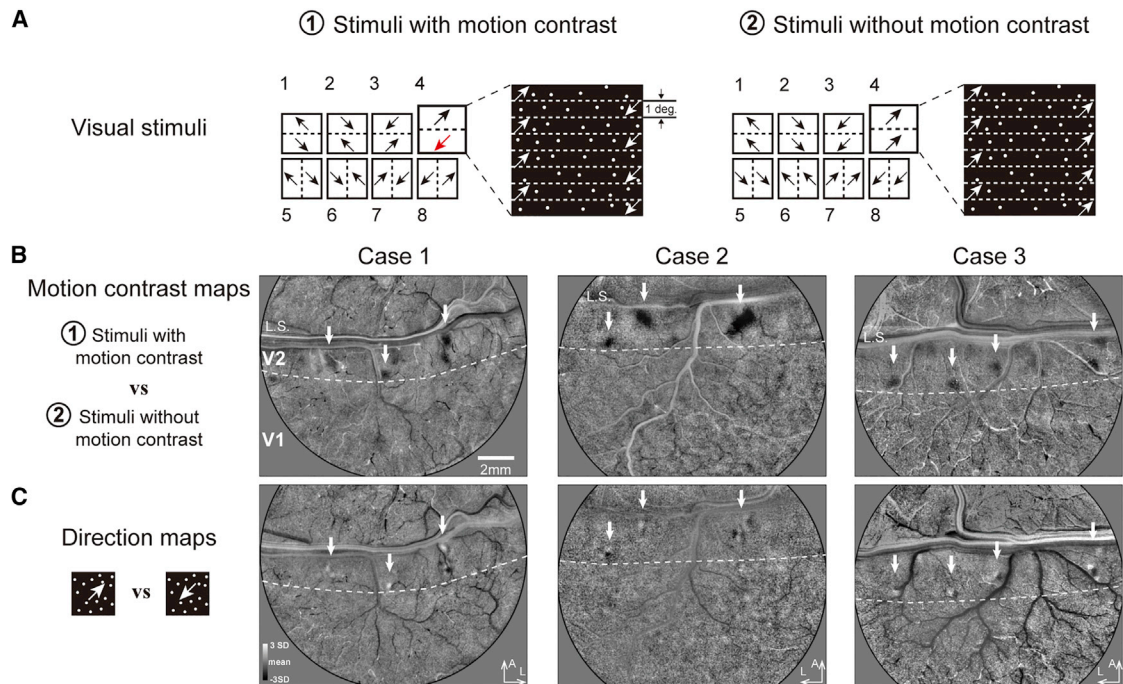 A
① Stimuli with motion contrast
② Stimuli without motion contrast
Visual stimuli
1 2 3 4
5 6 7 8
1 deg.
1 2 3 4
5 6 7 8
B
Motion contrast maps
① Stimuli with
motion contrast
vs
② Stimuli without
motion contrast
Case 1
Case 2
Case 3
L.S.
V2
V1
2mm
L.S.
L.S.
C
Direction maps
vs
3 SD
mean
-3SD
A
L
A
L
A
L